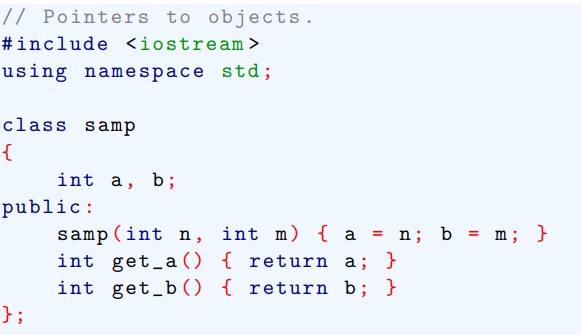 // Pointers to objects.
#include <iostream>
using namespace std;

class samp
{
    int a, b;
public:
    samp(int n, int m) { a = n; b = m; }
    int get_a() { return a; }
    int get_b() { return b; }
};